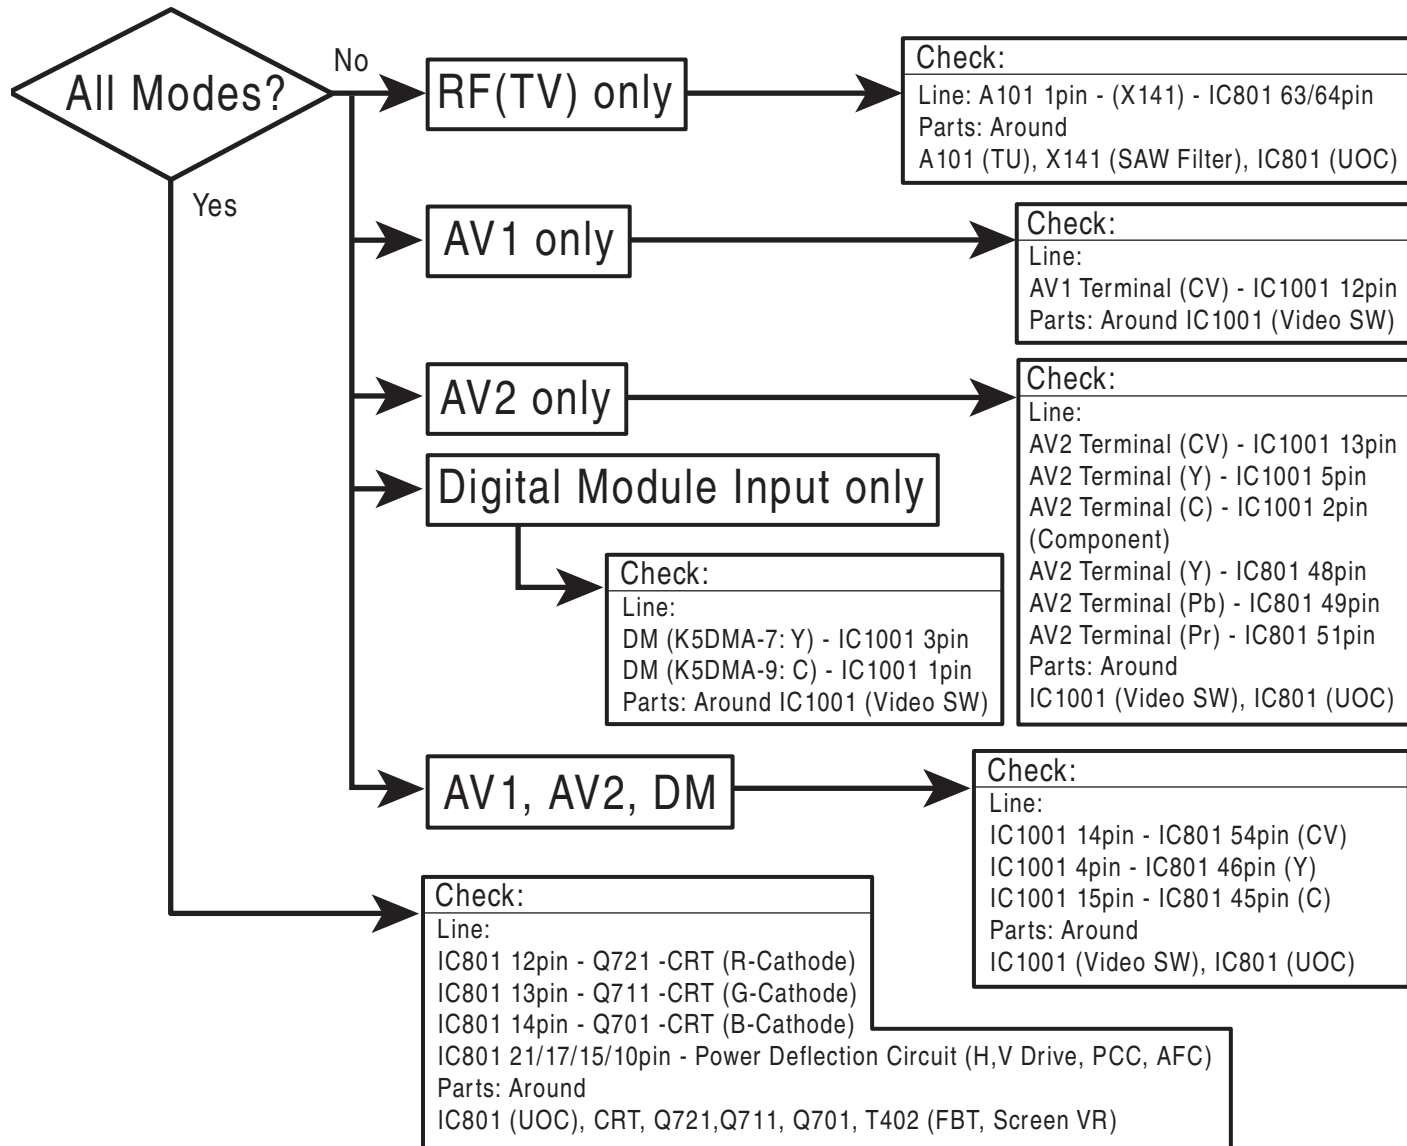 All Modes?
No
Yes
RF(TV) only
Check:
Line: A101 1pin - (X141) - IC801 63/64pin
Parts: Around
A101 (TU), X141 (SAW Filter), IC801 (UOC)
AV1 only
Check:
Line:
AV1 Terminal (CV) - IC1001 12pin
Parts: Around IC1001 (Video SW)
AV2 only
Check:
Line:
AV2 Terminal (CV) - IC1001 13pin
AV2 Terminal (Y) - IC1001 5pin
AV2 Terminal (C) - IC1001 2pin
(Component)
AV2 Terminal (Y) - IC801 48pin
AV2 Terminal (Pb) - IC801 49pin
AV2 Terminal (Pr) - IC801 51pin
Parts: Around
IC1001 (Video SW), IC801 (UOC)
Digital Module Input only
Check:
Line:
DM (K5DMA-7: Y) - IC1001 3pin
DM (K5DMA-9: C) - IC1001 1pin
Parts: Around IC1001 (Video SW)
AV1, AV2, DM
Check:
Line:
IC1001 14pin - IC801 54pin (CV)
IC1001 4pin - IC801 46pin (Y)
IC1001 15pin - IC801 45pin (C)
Parts: Around
IC1001 (Video SW), IC801 (UOC)
Check:
Line:
IC801 12pin - Q721 -CRT (R-Cathode)
IC801 13pin - Q711 -CRT (G-Cathode)
IC801 14pin - Q701 -CRT (B-Cathode)
IC801 21/17/15/10pin - Power Deflection Circuit (H,V Drive, PCC, AFC)
Parts: Around
IC801 (UOC), CRT, Q721,Q711, Q701, T402 (FBT, Screen VR)